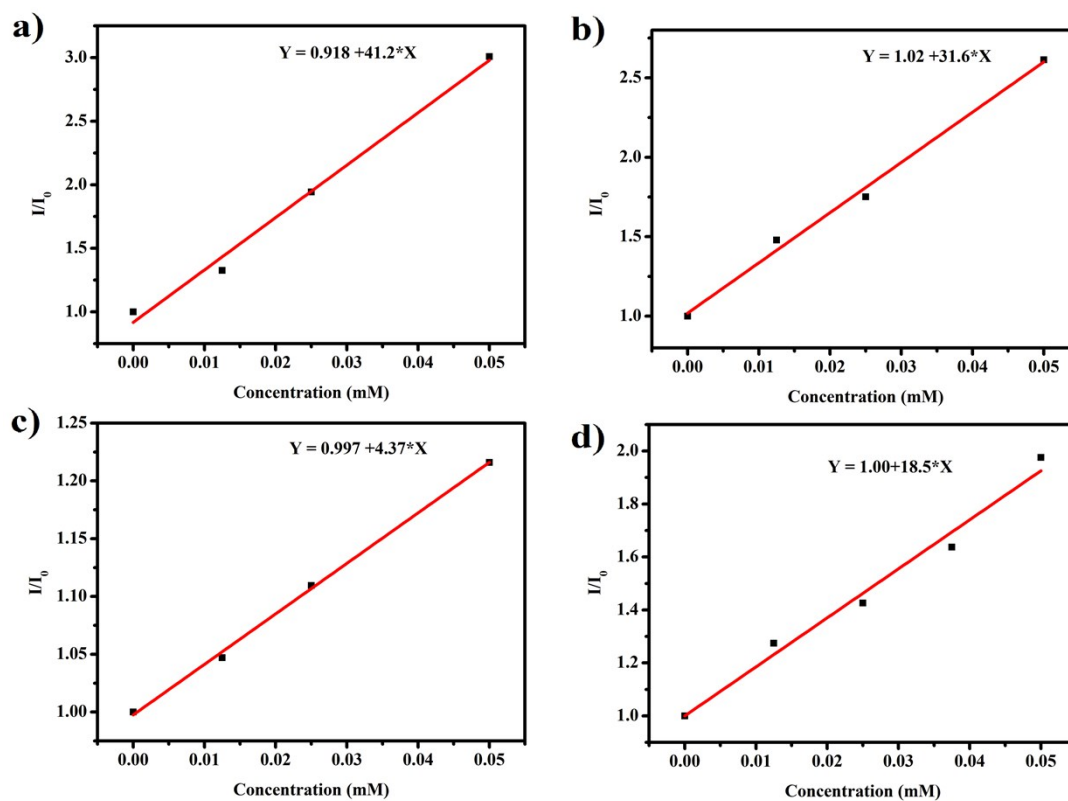 a)
Y = 0.918 +41.2*X
I/I₀
3.0
2.5
2.0
1.5
1.0
0.00 0.01 0.02 0.03 0.04 0.05
Concentration (mM)
b)
Y = 1.02 +31.6*X
I/I₀
2.5
2.0
1.5
1.0
0.00 0.01 0.02 0.03 0.04 0.05
Concentration (mM)
c)
Y = 0.997 +4.37*X
I/I₀
1.25
1.20
1.15
1.10
1.05
1.00
0.00 0.01 0.02 0.03 0.04 0.05
Concentration (mM)
d)
Y = 1.00+18.5*X
I/I₀
2.0
1.8
1.6
1.4
1.2
1.0
0.00 0.01 0.02 0.03 0.04 0.05
Concentration (mM)